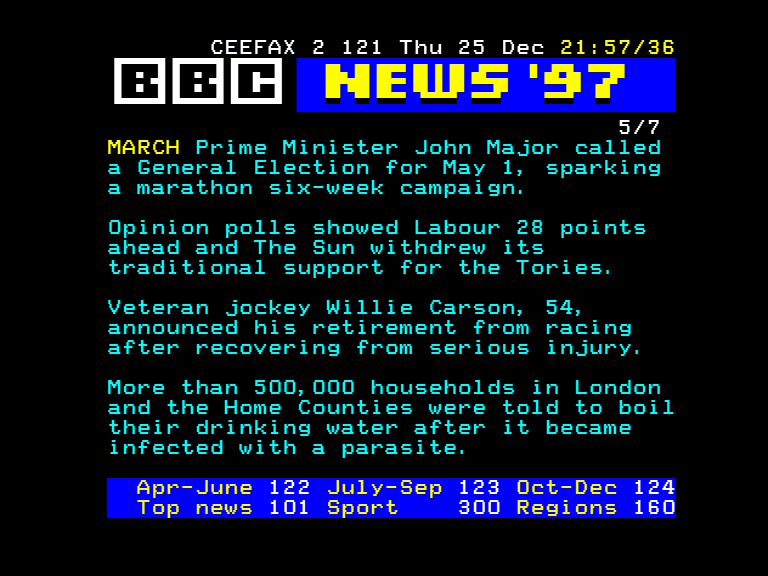 CEEFAX 2 121 Thu 25 Dec 21:57/36
BBC NEWS '97
5/7
MARCH Prime Minister John Major called
a General Election for May 1, sparking
a marathon six-week campaign.
Opinion polls showed Labour 28 points
ahead and The Sun withdrew its
traditional support for the Tories.
Veteran jockey Willie Carson, 54,
announced his retirement from racing
after recovering from serious injury.
More than 500,000 households in London
and the Home Counties were told to boil
their drinking water after it became
infected with a parasite.
Apr-June 122 July-Sep 123 Oct-Dec 124
Top news 101 Sport 300 Regions 160